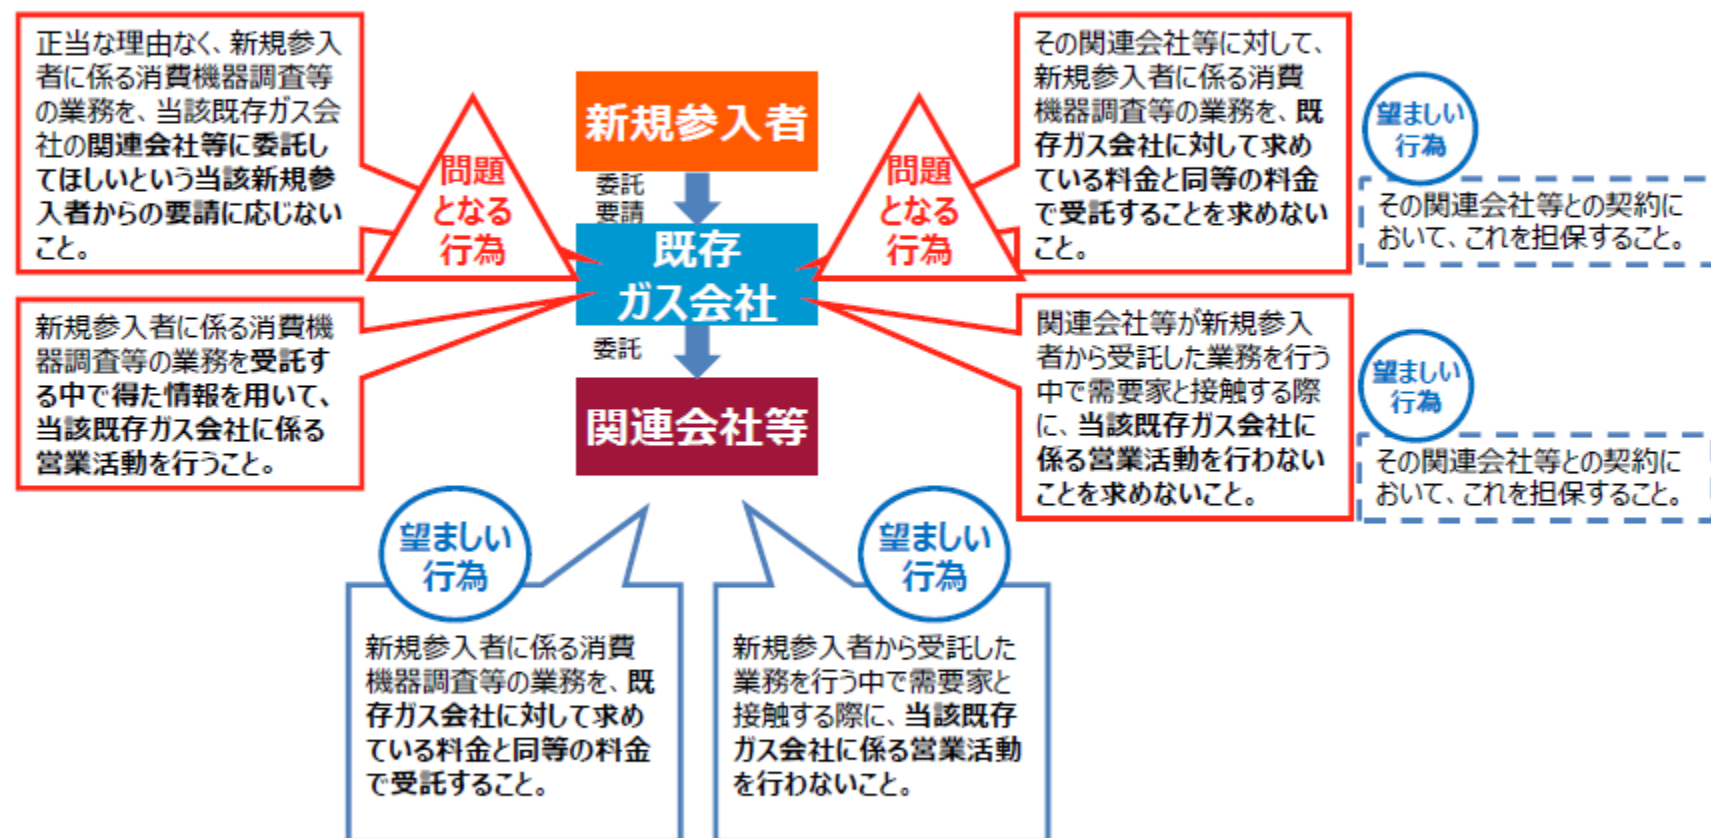 正当な理由なく、新規参入
者に係る消費機器調査等
の業務を、当該既存ガス会
社の関連会社等に委託し
てほしいという当該新規参
入者からの要請に応じない
こと。
問題
となる
行為
新規参入者に係る消費機
器調査等の業務を受託す
る中で得た情報を用いて、
当該既存ガス会社に係る
営業活動を行うこと。
新規参入者
委託
要請
既存
ガス会社
委託
関連会社等
問題
となる
行為
その関連会社等に対して、
新規参入者に係る消費
機器調査等の業務を、既
存ガス会社に対して求め
ている料金と同等の料金
で受託することを求めない
こと。
望ましい
行為
その関連会社等との契約に
おいて、これを担保すること。
関連会社等が新規参入
者から受託した業務を行う
中で需要家と接触する際
に、当該既存ガス会社に
係る営業活動を行わない
ことを求めないこと。
望ましい
行為
その関連会社等との契約に
おいて、これを担保すること。
望ましい
行為
新規参入者に係る消費
機器調査等の業務を、既
存ガス会社に対して求め
ている料金と同等の料金
で受託すること。
望ましい
行為
新規参入者から受託した
業務を行う中で需要家と
接触する際に、当該既存
ガス会社に係る営業活動
を行わないこと。